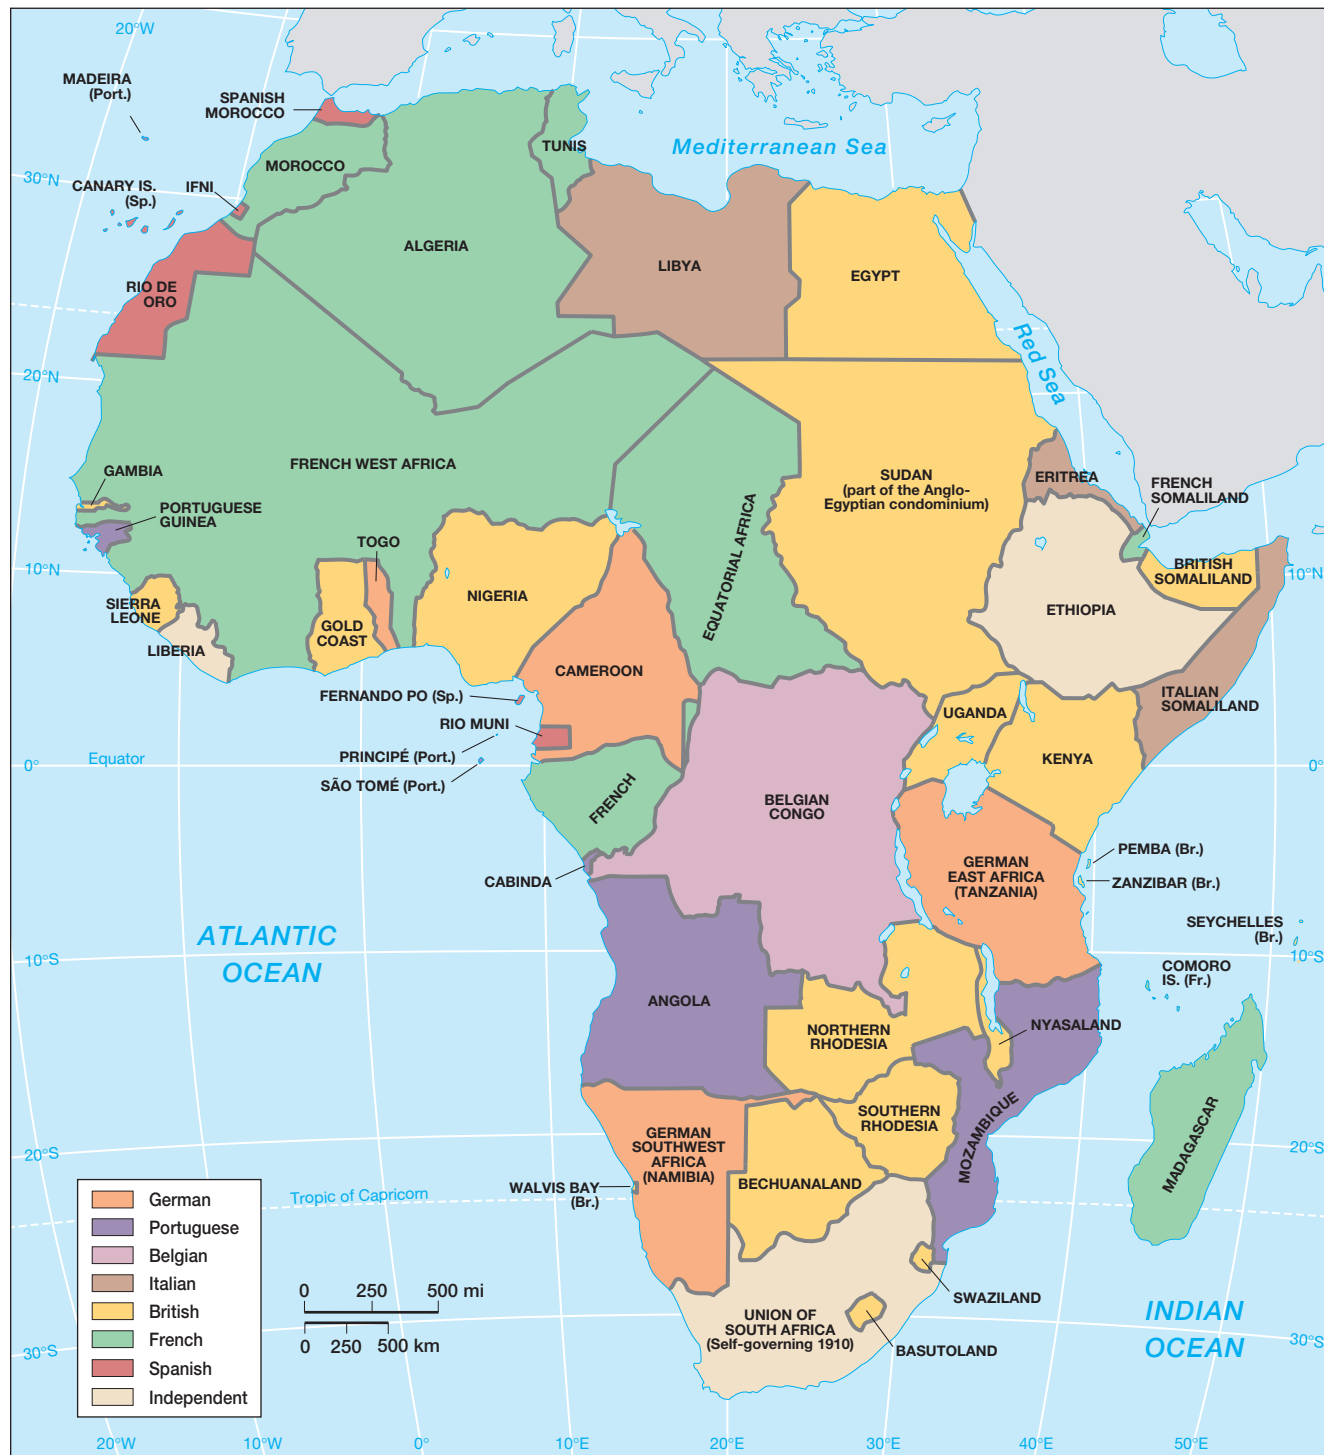 20°W
MADEIRA
(Port.)
SPANISH
MOROCCO
TUNIS
Mediterranean Sea
MOROCCO
30°N
CANARY IS.
(Sp.)
IFNI
ALGERIA
LIBYA
EGYPT
RIO DE
ORO
Red Sea
20°N
GAMBIA
FRENCH WEST AFRICA
SUDAN
(part of the Anglo-
Egyptian condominium)
ERITREA
FRENCH
SOMALILAND
PORTUGUESE
GUINEA
TOGO
EQUATORIAL AFRICA
10°N
10°N
BRITISH
SOMALILAND
SIERRA
LEONE
NIGERIA
ETHIOPIA
GOLD
COAST
LIBERIA
CAMEROON
FERNANDO PO (Sp.)
ITALIAN
SOMALILAND
UGANDA
RIO MUNI
KENYA
PRINCIPÉ (Port.)
Equator
0°
0°
SÃO TOMÉ (Port.)
FRENCH
BELGIAN
CONGO
PEMBA (Br.)
GERMAN
EAST AFRICA
(TANZANIA)
CABINDA
ZANZIBAR (Br.)
SEYCHELLES
(Br.)
ATLANTIC
OCEAN
10°S
10°S
COMORO
IS. (Fr.)
ANGOLA
NYASALAND
NORTHERN
RHODESIA
SOUTHERN
RHODESIA
MOZAMBIQUE
MADAGASCAR
GERMAN
SOUTHWEST
AFRICA
(NAMIBIA)
20°S
20°S
BECHUANALAND
WALVIS BAY
(Br.)
Tropic of Capricorn
German
Portuguese
Belgian
Italian
British
French
Spanish
Independent
0 250 500 mi
0 250 500 km
SWAZILAND
UNION OF
SOUTH AFRICA
(Self-governing 1910)
BASUTOLAND
INDIAN
OCEAN
30°S
30°S
20°W 10°W 0° 10°E 20°E 30°E 40°E 50°E